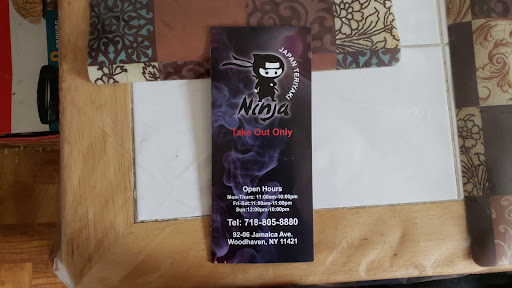 JAPAN TERIYAKI
Ninja
Take Out Only
Open Hours
Mon-Thurs: 11:00am-10:00pm
Fri-Sat:11:00am-11:00pm
Sun:12:00pm-10:00pm
Tel: 718-805-8880
92-06 Jamaica Ave.
Woodhaven, NY 11421